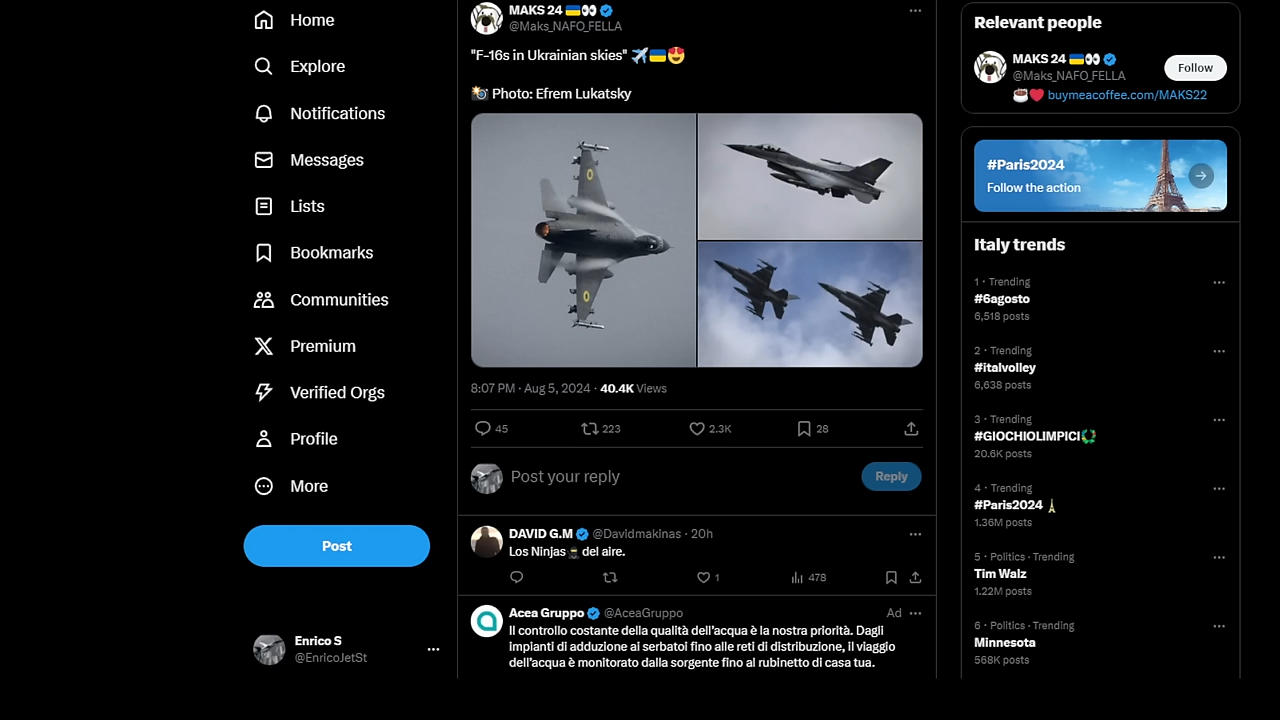 Home
Explore
Notifications
Messages
Lists
Bookmarks
Communities
Premium
Verified Orgs
Profile
More
Post
Enrico S
@EnricoJetSt
MAKS 24 🇺🇦👀
@Maks_NAFO_FELLA
"F-16s in Ukrainian skies" ✈️🇺🇦😍
📸 Photo: Efrem Lukatsky
8:07 PM · Aug 5, 2024 · 40.4K Views
45 223 2.3K 28
Post your reply
Reply
DAVID G.M @Davidmakinas · 20h
Los Ninjas🥷 del aire.
1 478
Acea Gruppo @AceaGruppo Ad
Il controllo costante della qualità dell'acqua è la nostra priorità. Dagli
impianti di adduzione ai serbatoi fino alle reti di distribuzione, il viaggio
dell'acqua è monitorato dalla sorgente fino al rubinetto di casa tua.
Relevant people
MAKS 24 🇺🇦👀
@Maks_NAFO_FELLA
Follow
☕❤️ buymeacoffee.com/MAKS22
#Paris2024
Follow the action
Italy trends
1 · Trending
#6agosto
6,518 posts
2 · Trending
#italvolley
6,638 posts
3 · Trending
#GIOCHIOLIMPICI
20.6K posts
4 · Trending
#Paris2024
1.36M posts
5 · Politics · Trending
Tim Walz
1.22M posts
6 · Politics · Trending
Minnesota
568K posts